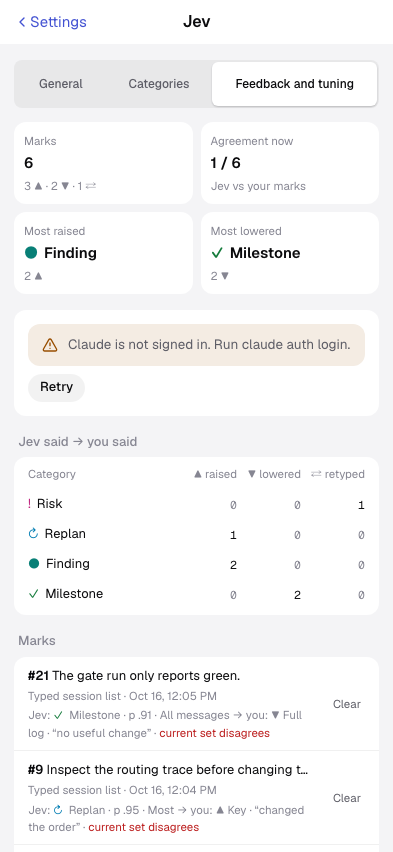 Settings
Jev
General Categories Feedback and tuning
Marks
6
3 ▲ · 2 ▼ · 1 ⇄
Agreement now
1 / 6
Jev vs your marks
Most raised
Finding
2 ▲
Most lowered
✓ Milestone
2 ▼
Claude is not signed in. Run claude auth login.
Retry
Jev said → you said
Category ▲ raised ▼ lowered ⇄ retyped
! Risk 0 0 1
↻ Replan 1 0 0
● Finding 2 0 0
✓ Milestone 0 2 0
Marks
#21 The gate run only reports green.
Typed session list · Oct 16, 12:05 PM
Jev: ✓ Milestone · p .91 · All messages → you: ▼ Full
log · “no useful change” · current set disagrees
Clear
#9 Inspect the routing trace before changing t…
Typed session list · Oct 16, 12:04 PM
Jev: ↻ Replan · p .95 · Most → you: ▲ Key · “changed
the order” · current set disagrees
Clear